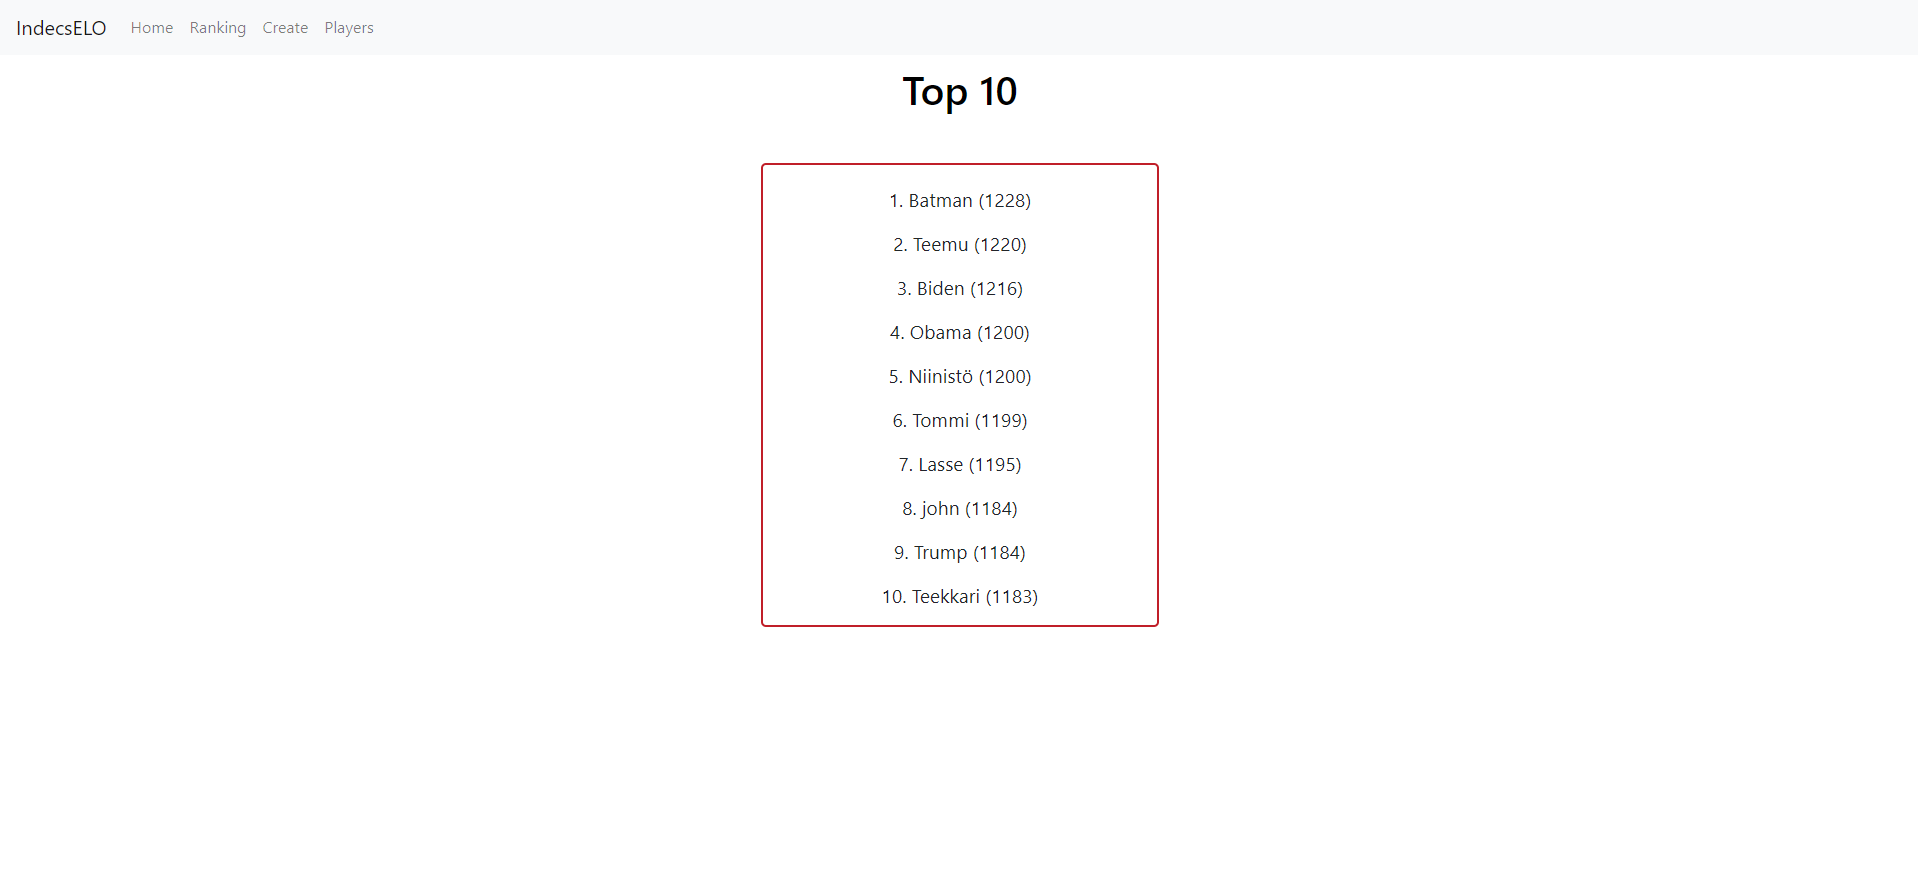 IndecsELO Home Ranking Create Players
Top 10
1. Batman (1228)
2. Teemu (1220)
3. Biden (1216)
4. Obama (1200)
5. Niinistö (1200)
6. Tommi (1199)
7. Lasse (1195)
8. john (1184)
9. Trump (1184)
10. Teekkari (1183)